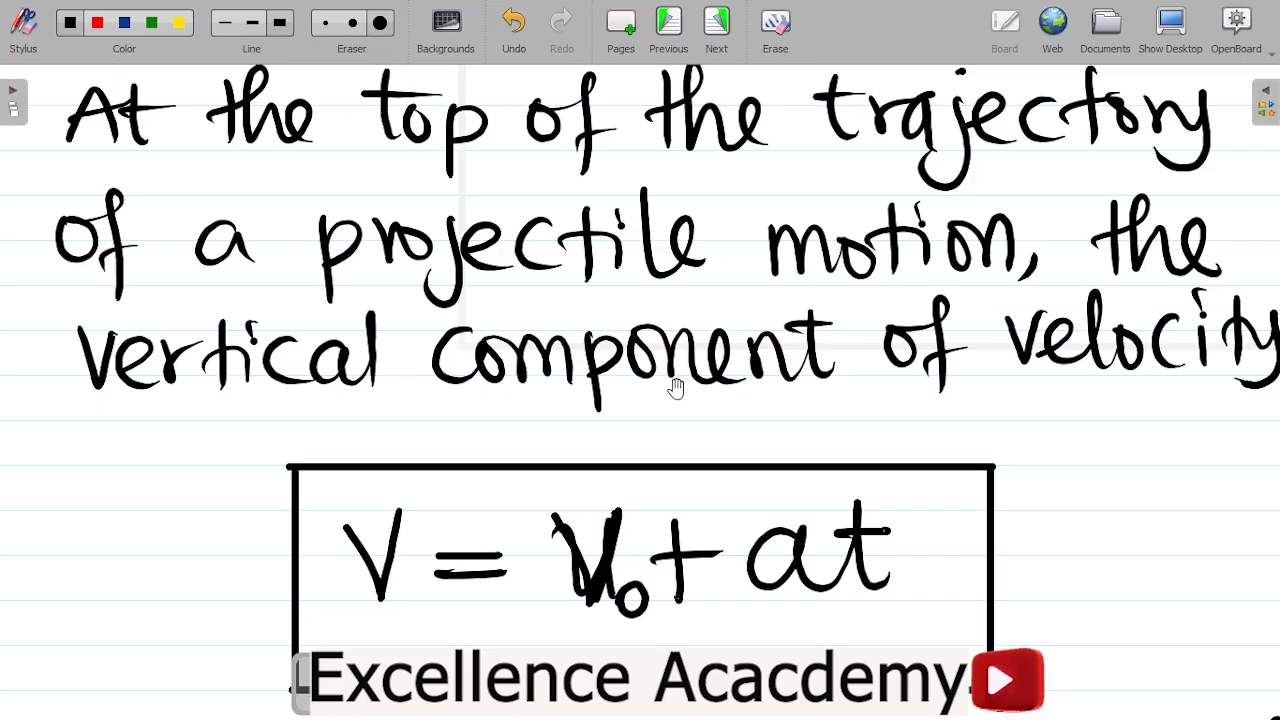 Stylus Color Line Eraser Backgrounds Undo Redo Pages Previous Next Erase Board Web Documents Show Desktop OpenBoard
At the top of the trajectory
of a projectile motion, the
vertical component of velocity
V = V₀ + at
Excellence Acacdemy